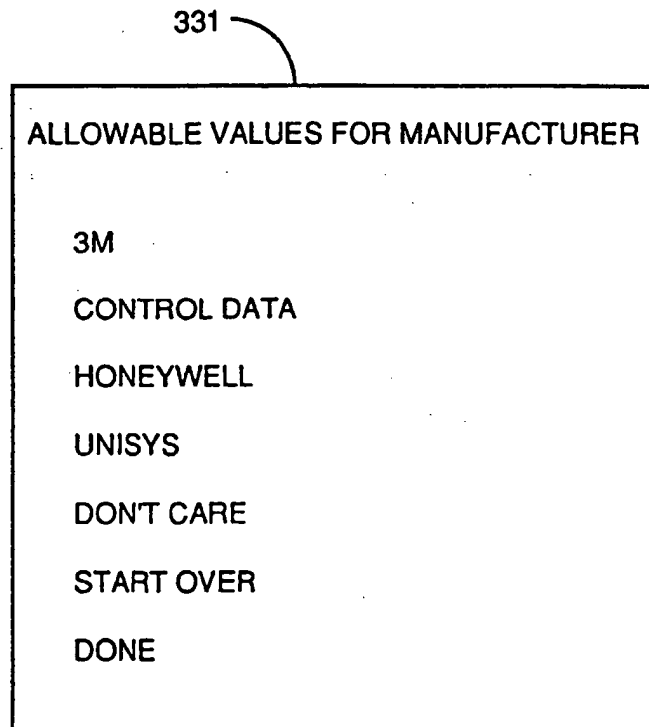 331
ALLOWABLE VALUES FOR MANUFACTURER
3M
CONTROL DATA
HONEYWELL
UNISYS
DON'T CARE
START OVER
DONE